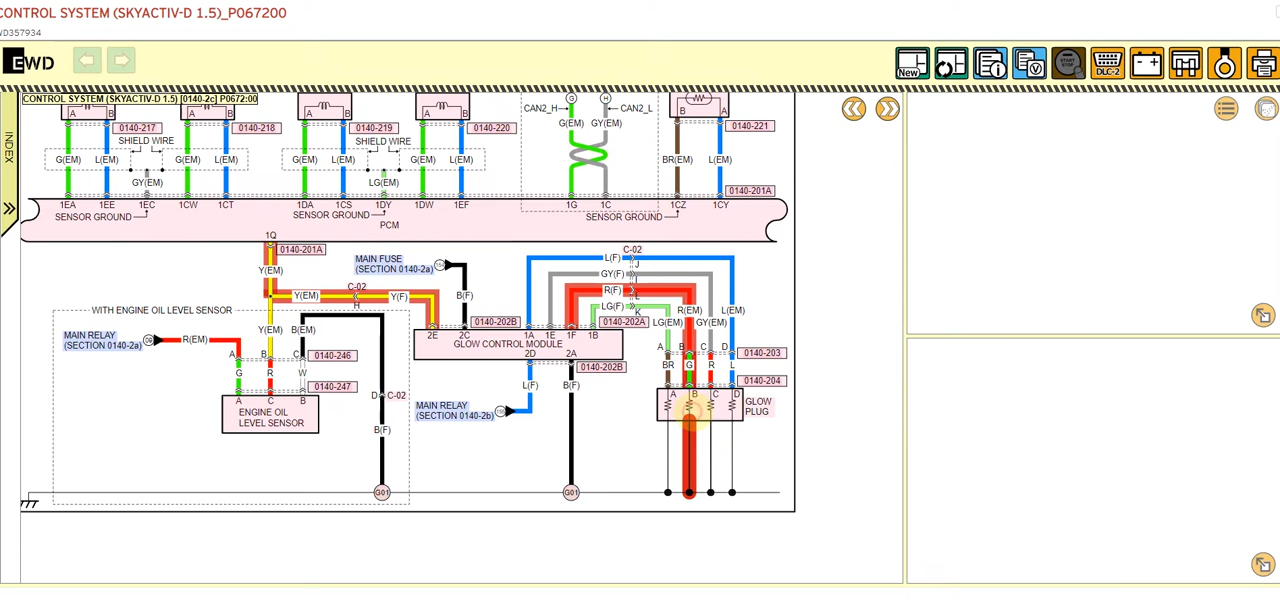 CONTROL SYSTEM (SKYACTIV-D 1.5)_P067200
WD357934
EWD
New
START STOP
DLC-2
INDEX
CONTROL SYSTEM (SKYACTIV-D 1.5) [0140-2c] P0672:00
A B A B A B A B
G H
CAN2_H CAN2_L
B A
0140-217 0140-218 0140-219 0140-220 0140-221
SHIELD WIRE SHIELD WIRE
G(EM) GY(EM)
G(EM) L(EM) G(EM) L(EM) G(EM) L(EM) G(EM) L(EM) BR(EM) L(EM)
GY(EM) LG(EM)
0140-201A
1EA 1EE 1EC 1CW 1CT 1DA 1CS 1DY 1DW 1EF 1G 1C 1CZ 1CY
SENSOR GROUND SENSOR GROUND SENSOR GROUND
PCM
1Q
0140-201A
Y(EM)
MAIN FUSE
(SECTION 0140-2a)
C-02
Y(EM) Y(F)
H
B(F)
C-02
L(F) J
GY(F) I
R(F) L
LG(F) K
WITH ENGINE OIL LEVEL SENSOR
R(EM) L(EM)
LG(EM) GY(EM)
0140-202B 0140-202A
2E 2C 1A 1E 1F 1B
GLOW CONTROL MODULE
2D 2A
0140-202B
Y(EM) B(EM)
MAIN RELAY
(SECTION 0140-2a)
R(EM)
A B C
0140-246
G R W
0140-247
A C B
ENGINE OIL
LEVEL SENSOR
D C-02
B(F)
G01
L(F) B(F)
MAIN RELAY
(SECTION 0140-2b)
G01
A B C D
0140-203
BR G R L
0140-204
A B C D
GLOW
PLUG